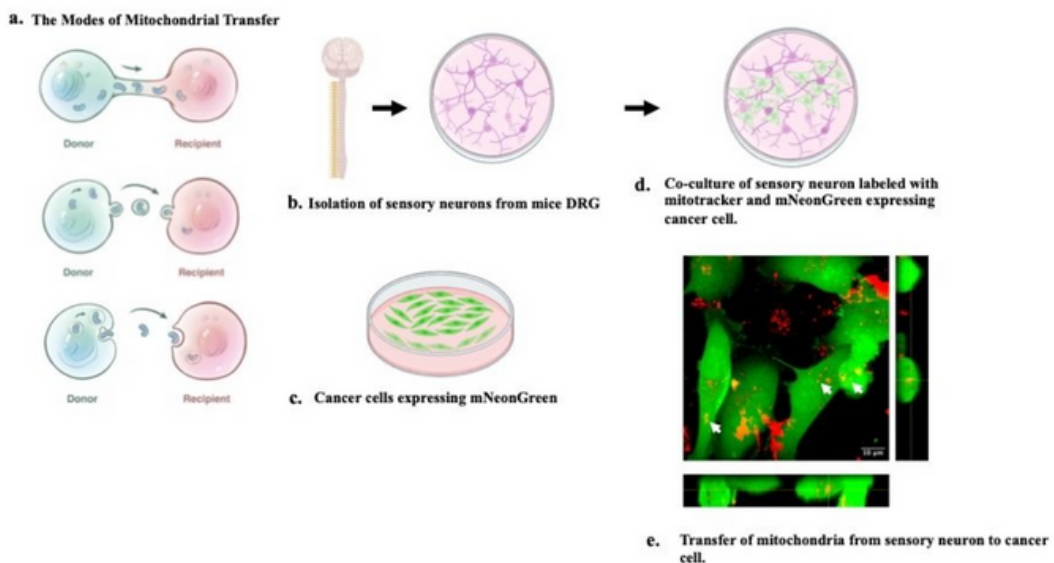 a. The Modes of Mitochondrial Transfer
Donor
Recipient
Donor
Recipient
Donor
Recipient
b. Isolation of sensory neurons from mice DRG
c. Cancer cells expressing mNeonGreen
d. Co-culture of sensory neuron labeled with
mitotracker and mNeonGreen expressing
cancer cell.
10 µm
e. Transfer of mitochondria from sensory neuron to cancer
cell.